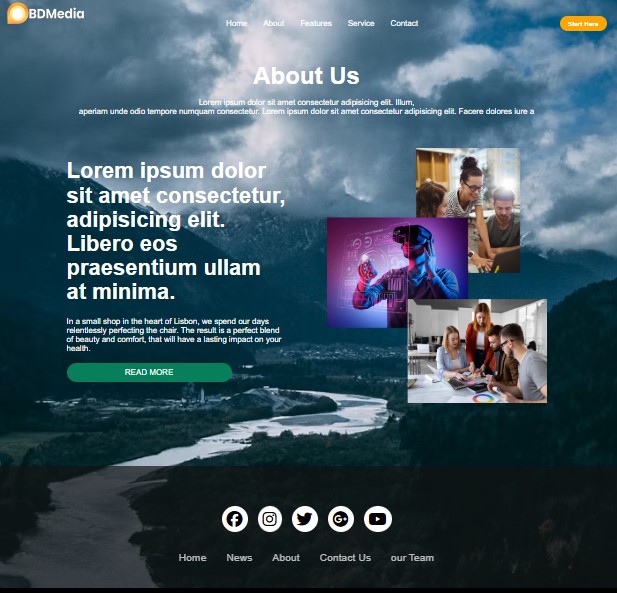 BDMedia
Home About Features Service Contact
Start Here
About Us
Lorem ipsum dolor sit amet consectetur adipisicing elit. Illum,
aperiam unde odio tempore numquam consectetur. Lorem ipsum dolor sit amet consectetur adipisicing elit. Facere dolores iure a
Lorem ipsum dolor
sit amet consectetur,
adipisicing elit.
Libero eos
praesentium ullam
at minima.
In a small shop in the heart of Lisbon, we spend our days
relentlessly perfecting the chair. The result is a perfect blend
of beauty and comfort, that will have a lasting impact on your
health.
READ MORE
Home News About Contact Us our Team